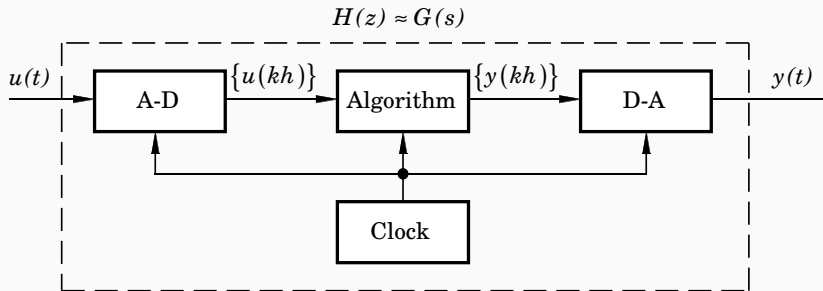 H(z) ≈ G(s)
u(t) {u(kh)} {y(kh)} y(t)
A-D Algorithm D-A
Clock